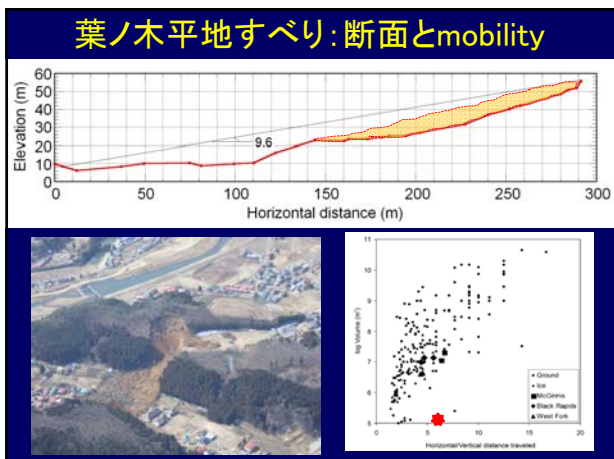 葉ノ木平地すべり:断面とmobility
60
50
40
30
20
10
0
Elevation (m)
9.6
0 50 100 150 200 250 300
Horizontal distance (m)
11
10
9
8
7
6
5
log Volume (m³)
Ground
Ice
McGinnis
Black Rapids
West Fork
0 5 10 15 20
Horizontal/Vertical distance traveled